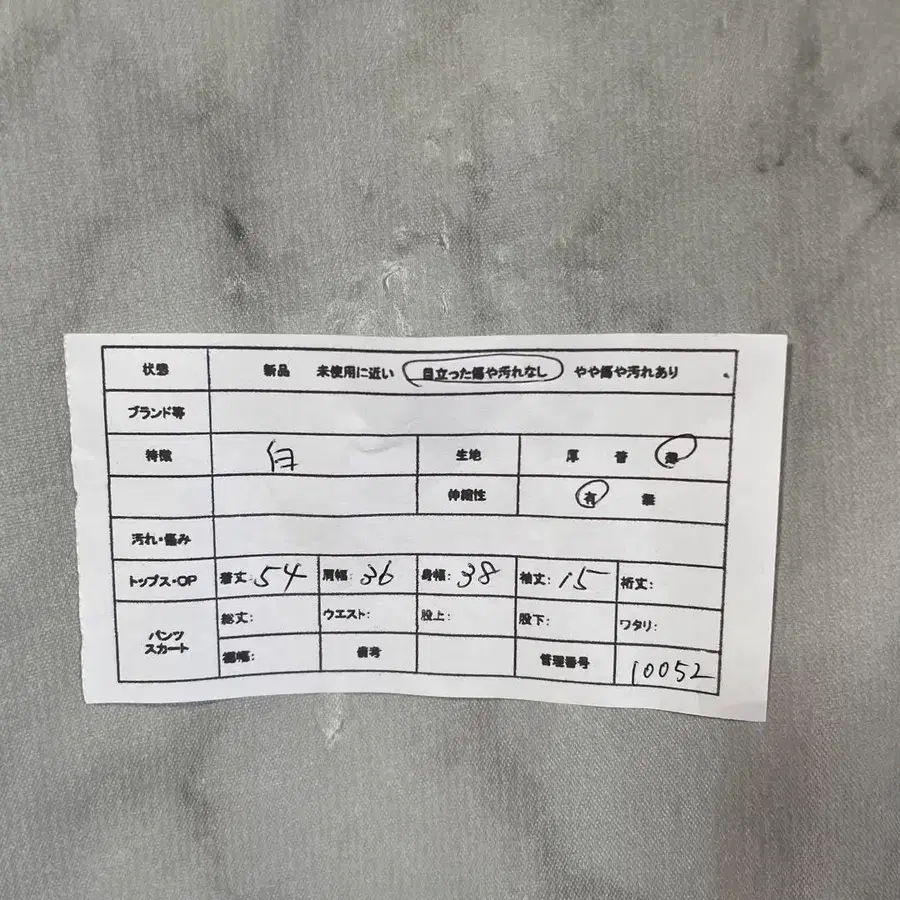 状態 新品 未使用に近い 目立った傷や汚れなし やや傷や汚れあり
ブランド等
特徴 白 生地 厚 普 薄
伸縮性 有 無
汚れ・傷み
トップス・OP 着丈:54 肩幅:36 身幅:38 袖丈:15 裄丈:
パンツ
スカート
総丈: ウエスト: 股上: 股下: ワタリ:
裾幅: 備考 管理番号 10052